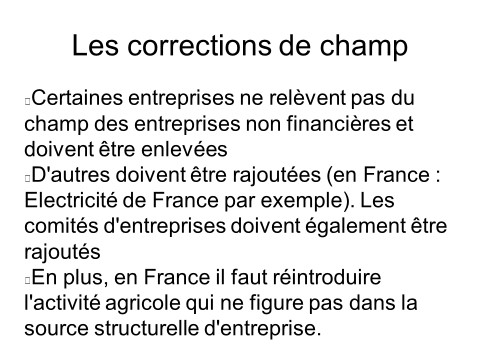 Les corrections de champ
□Certaines entreprises ne relèvent pas du
champ des entreprises non financières et
doivent être enlevées
□D'autres doivent être rajoutées (en France :
Electricité de France par exemple). Les
comités d'entreprises doivent également être
rajoutés
□En plus, en France il faut réintroduire
l'activité agricole qui ne figure pas dans la
source structurelle d'entreprise.